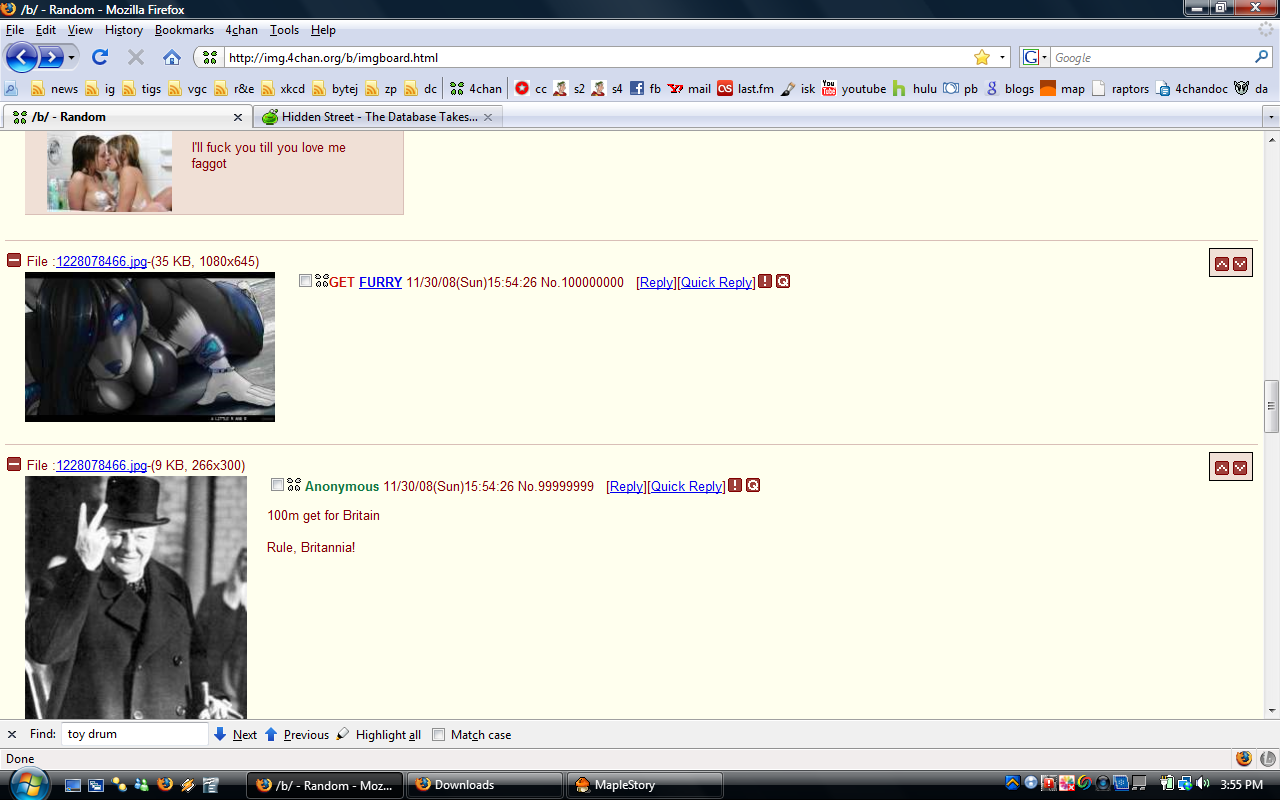 /b/ - Random - Mozilla Firefox
File Edit View History Bookmarks 4chan Tools Help
http://img.4chan.org/b/imgboard.html
Google
news ig tigs vgc r&e xkcd bytej zp dc 4chan cc s2 s4 fb mail last.fm isk youtube hulu pb blogs map raptors 4chandoc da
/b/ - Random
Hidden Street - The Database Takes...
I'll fuck you till you love me
faggot
File :1228078466.jpg-(35 KB, 1080x645)
GET FURRY 11/30/08(Sun)15:54:26 No.100000000 [Reply][Quick Reply]
File :1228078466.jpg-(9 KB, 266x300)
Anonymous 11/30/08(Sun)15:54:26 No.99999999 [Reply][Quick Reply]
100m get for Britain
Rule, Britannia!
Find: toy drum Next Previous Highlight all Match case
Done
/b/ - Random - Moz... Downloads MapleStory 3:55 PM